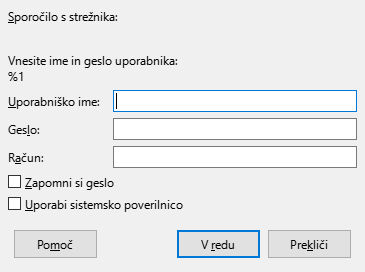 Sporočilo s strežnika:
Vnesite ime in geslo uporabnika:
%1
Uporabniško ime:
Geslo:
Račun:
Zapomni si geslo
Uporabi sistemsko poverilnico
Pomoč V redu Prekliči